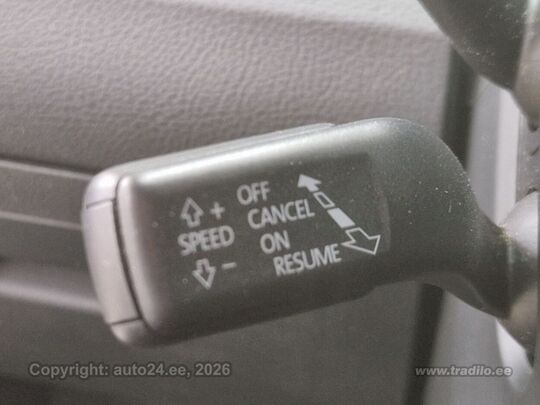 OFF
+ CANCEL
SPEED ON
- RESUME
Copyright: auto24.ee, 2026
www.tradilo.ee